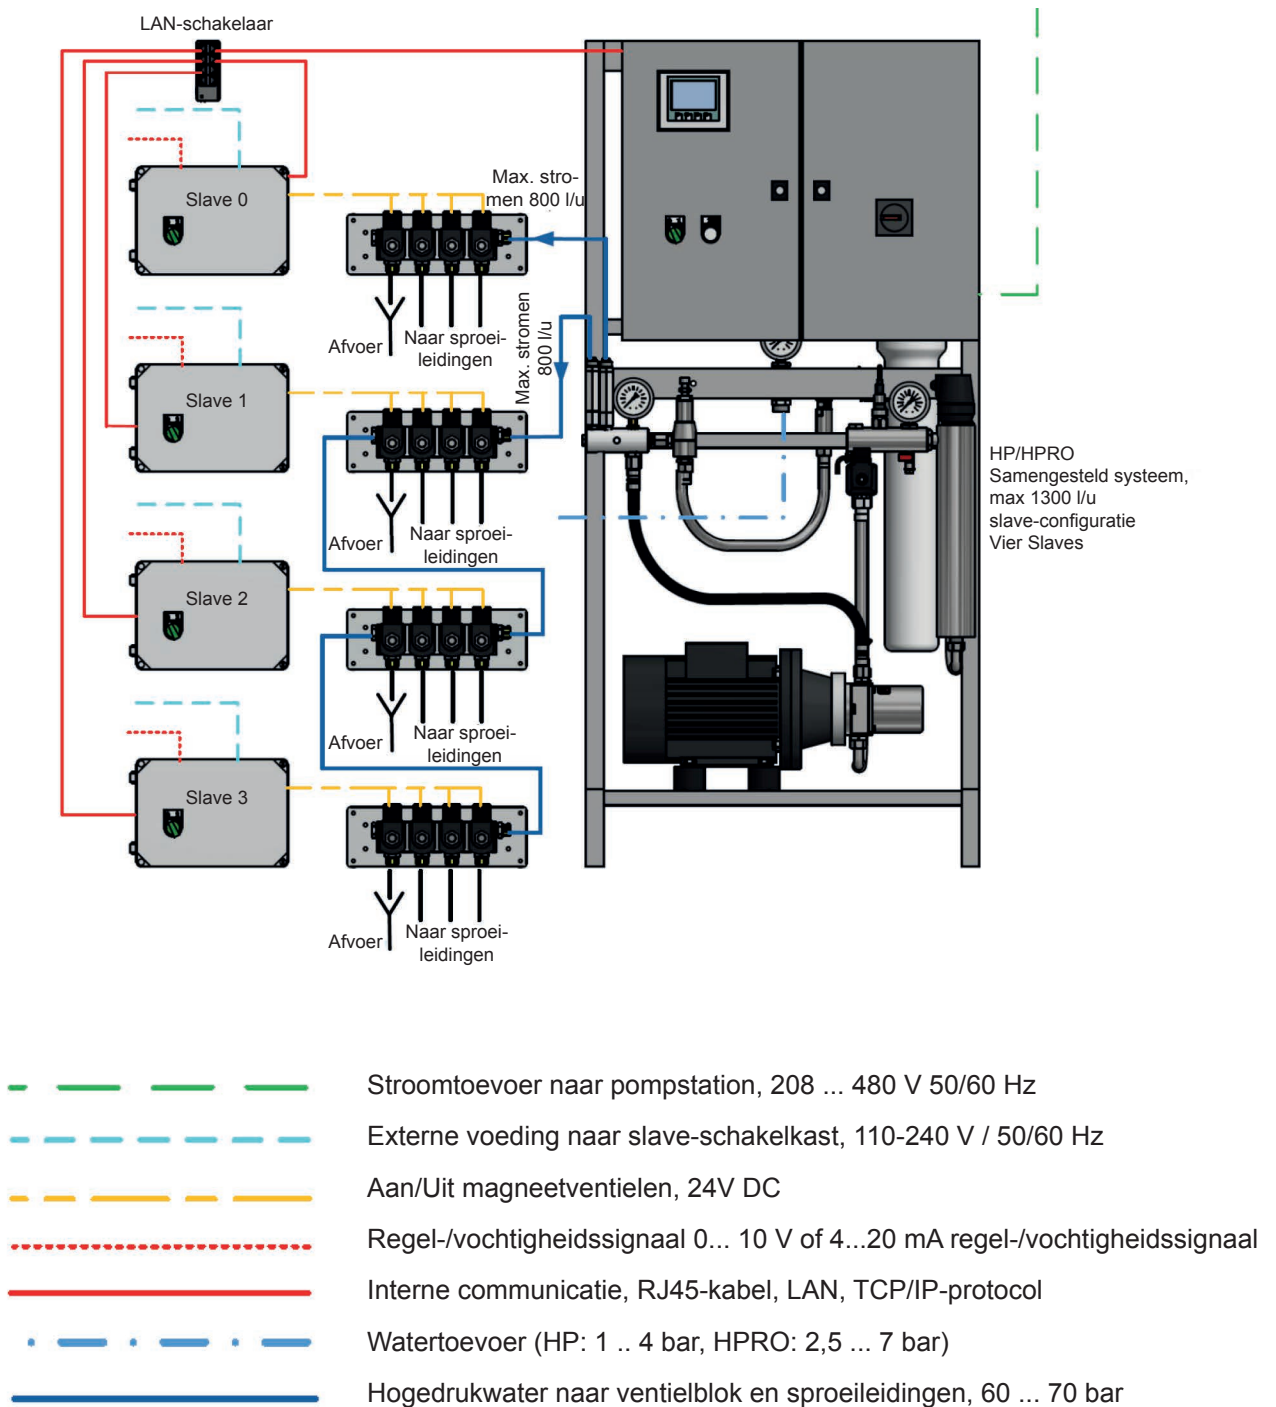 LAN-schakelaar
Slave 0
Max. stro-
men 800 l/u
Afvoer
Naar sproei-
leidingen
Max. stromen
800 l/u
Slave 1
Afvoer
Naar sproei-
leidingen
HP/HPRO
Samengesteld systeem,
max 1300 l/u
slave-configuratie
Vier Slaves
Slave 2
Afvoer
Naar sproei-
leidingen
Slave 3
Afvoer
Naar sproei-
leidingen
Stroomtoevoer naar pompstation, 208 ... 480 V 50/60 Hz
Externe voeding naar slave-schakelkast, 110-240 V / 50/60 Hz
Aan/Uit magneetventielen, 24V DC
Regel-/vochtigheidssignaal 0... 10 V of 4...20 mA regel-/vochtigheidssignaal
Interne communicatie, RJ45-kabel, LAN, TCP/IP-protocol
Watertoevoer (HP: 1 .. 4 bar, HPRO: 2,5 ... 7 bar)
Hogedrukwater naar ventielblok en sproeileidingen, 60 ... 70 bar